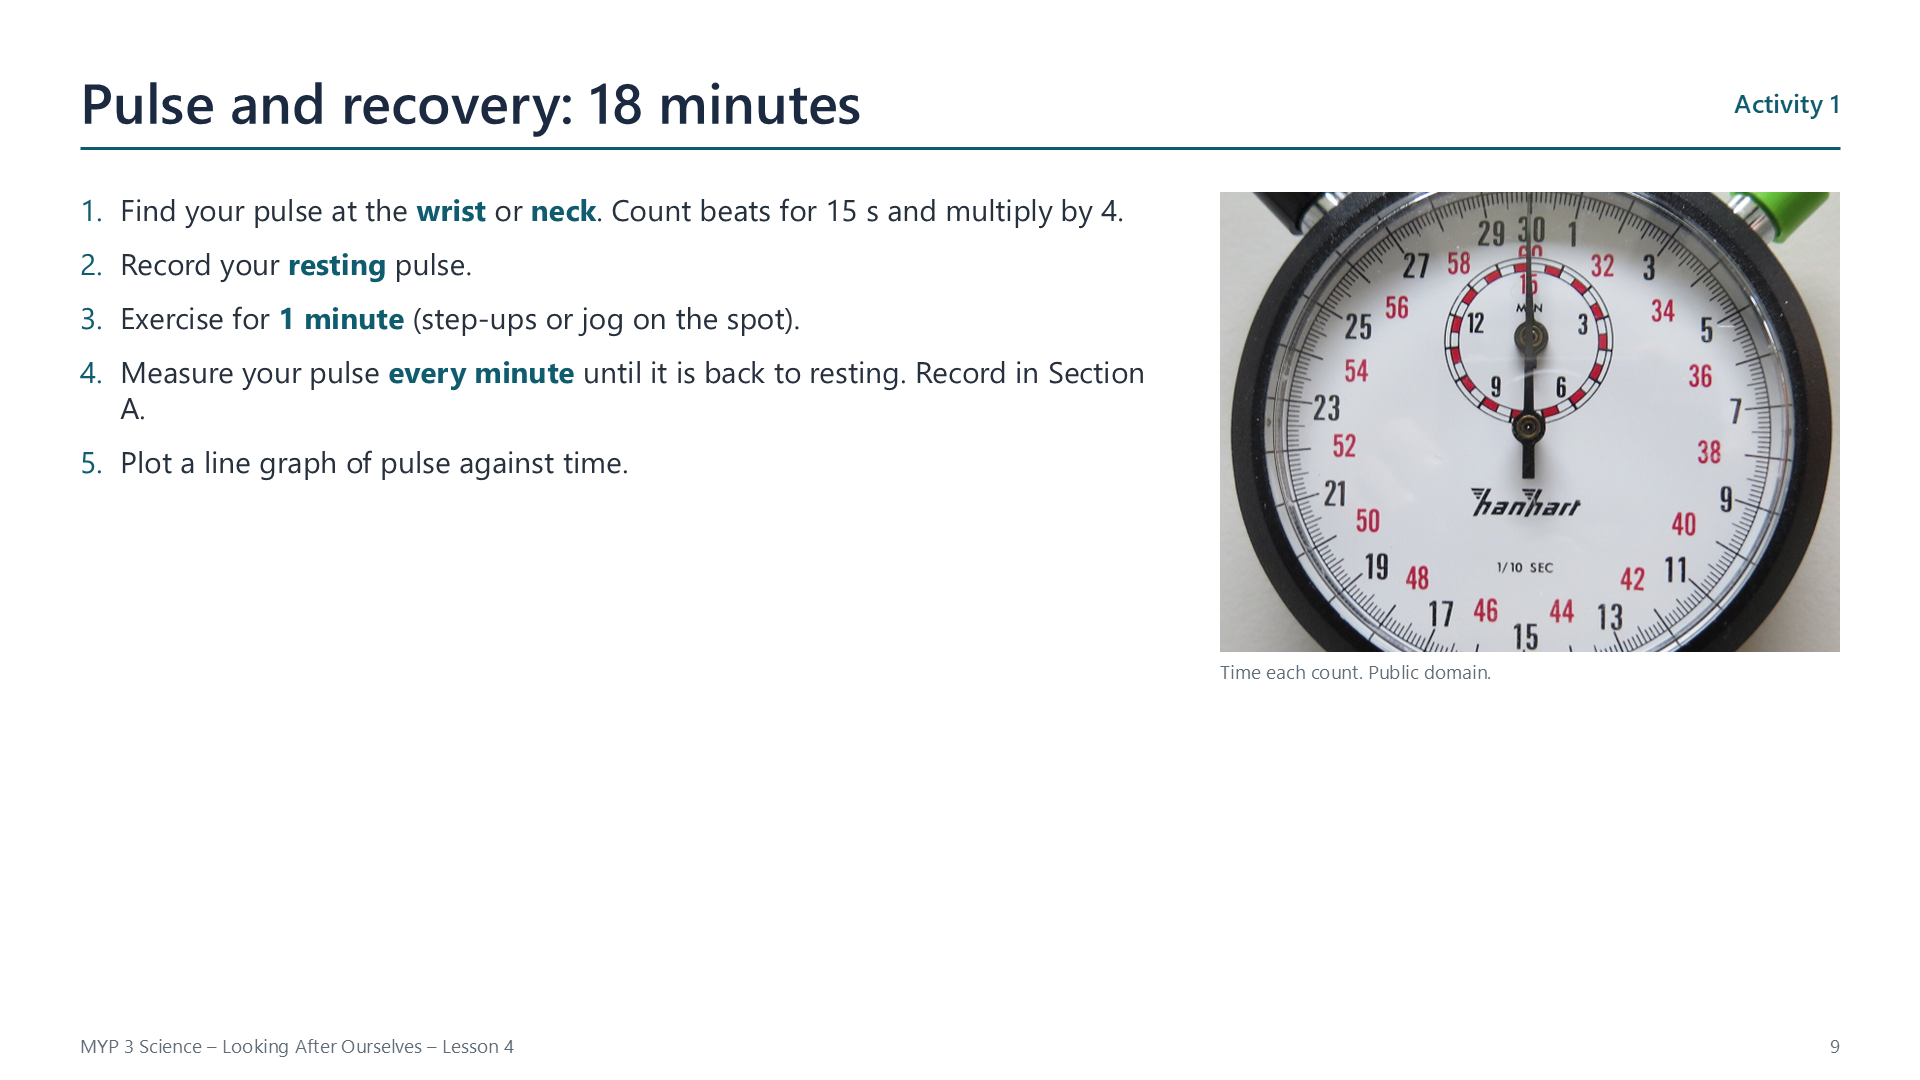 Pulse and recovery: 18 minutes
Activity 1
1. Find your pulse at the wrist or neck. Count beats for 15 s and multiply by 4.
2. Record your resting pulse.
3. Exercise for 1 minute (step-ups or jog on the spot).
4. Measure your pulse every minute until it is back to resting. Record in Section
A.
5. Plot a line graph of pulse against time.
29 30 1
27 58 32 3
56 34
25 12 3 5
54 36
9 6
23 7
52 38
hanhart
21 9
50 40
1/10 SEC
19 48 42 11
17 46 44 13
15
Time each count. Public domain.
MYP 3 Science – Looking After Ourselves – Lesson 4
9